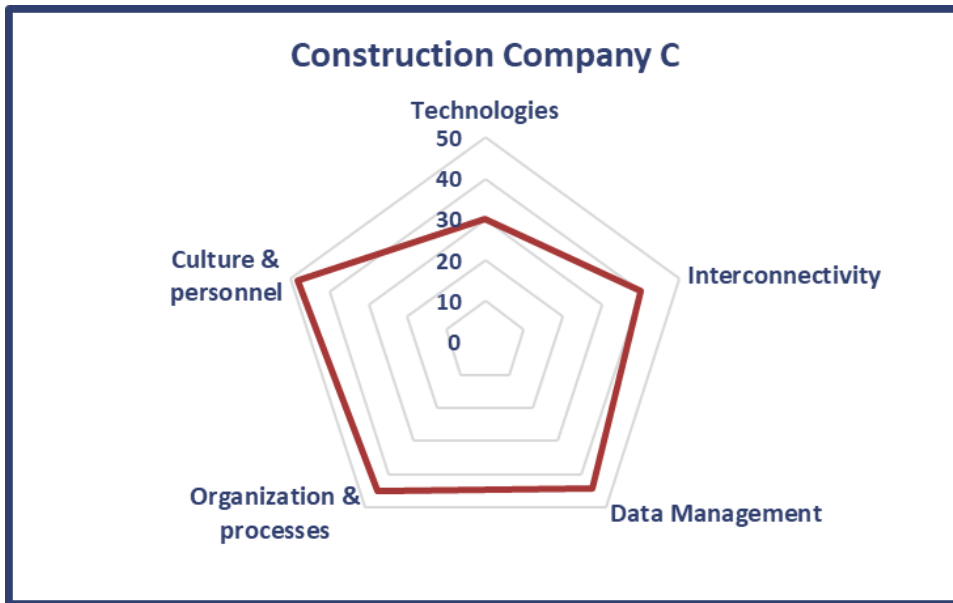 Construction Company C
Technologies
50
40
30
20
10
0
Culture &
personnel
Interconnectivity
Organization &
processes
Data Management